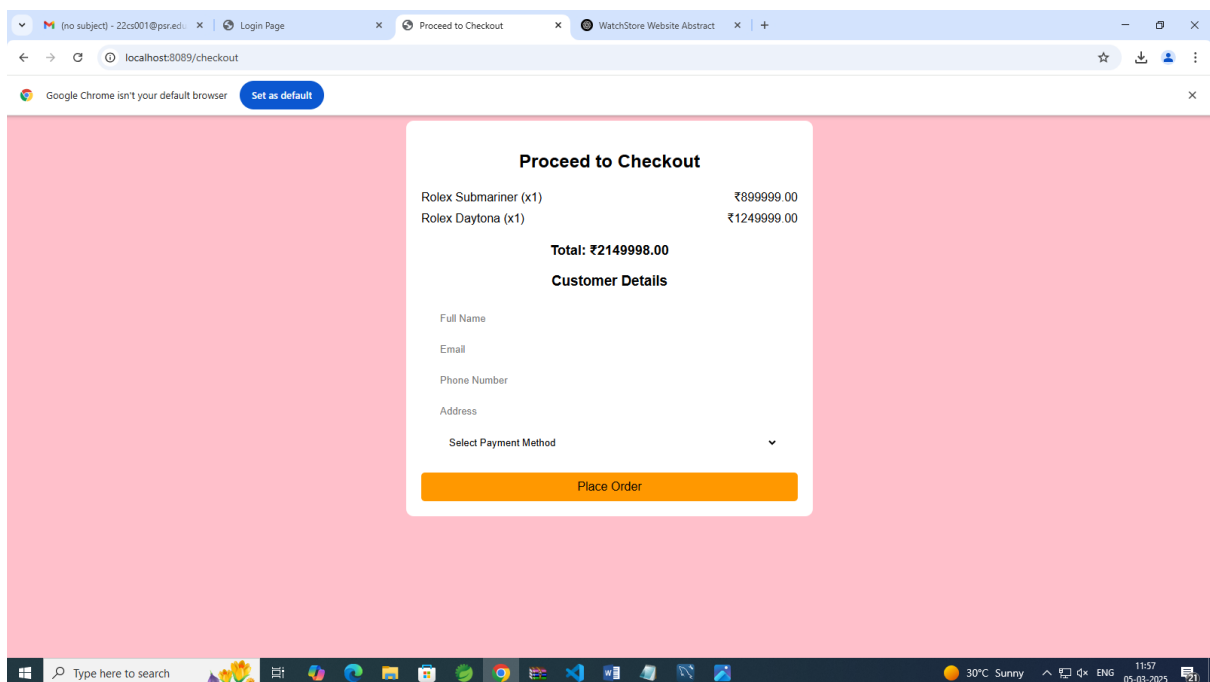 (no subject) - 22cs001@psr.edu
Login Page
Proceed to Checkout
WatchStore Website Abstract
localhost:8089/checkout
Google Chrome isn't your default browser
Set as default
Proceed to Checkout
Rolex Submariner (x1) ₹899999.00
Rolex Daytona (x1) ₹1249999.00
Total: ₹2149998.00
Customer Details
Full Name
Email
Phone Number
Address
Select Payment Method
Place Order
Type here to search
30°C Sunny
ENG
11:57
05-03-2025
21